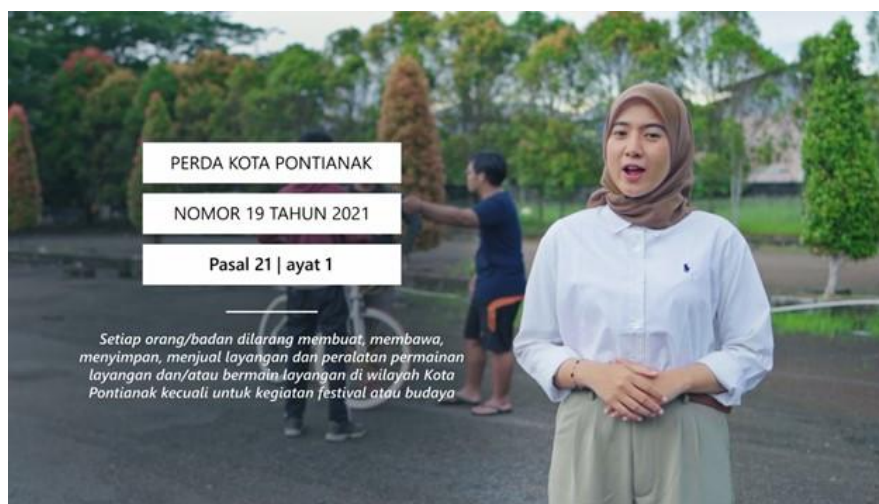 PERDA KOTA PONTIANAK
NOMOR 19 TAHUN 2021
Pasal 21 | ayat 1
Setiap orang/badan dilarang membuat, membawa,
menyimpan, menjual layangan dan peralatan permainan
layangan dan/atau bermain layangan di wilayah Kota
Pontianak kecuali untuk kegiatan festival atau budaya